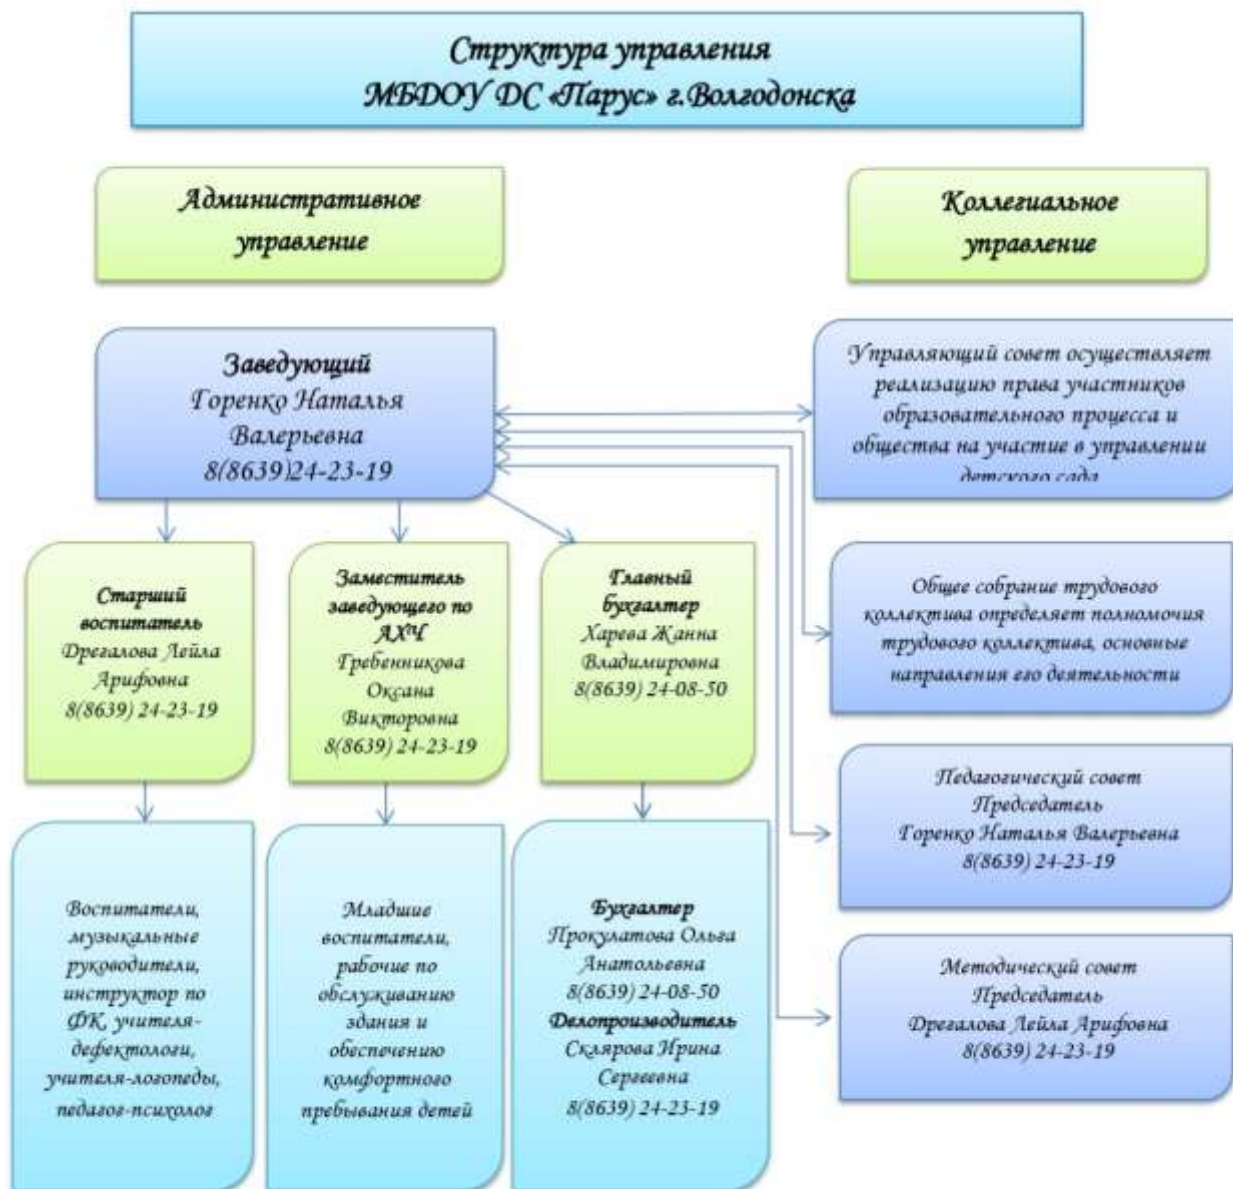 Структура управления
МБДОУ ДС «Парус» г.Волгодонска
Административное
управление
Коллегиальное
управление
Заведующий
Горенко Наталья
Валерьевна
8(8639)24-23-19
Управляющий совет осуществляет
реализацию права участников
образовательного процесса и
общества на участие в управлении
детского сада
Старший
воспитатель
Дрегалова Лейла
Арифовна
8(8639) 24-23-19
Заместитель
заведующего по
АХЧ
Гребенникова
Оксана
Викторовна
8(8639) 24-23-19
Главный
бухгалтер
Харева Жанна
Владимировна
8(8639) 24-08-50
Общее собрание трудового
коллектива определяет полномочия
трудового коллектива, основные
направления его деятельности
Педагогический совет
Председатель
Горенко Наталья Валерьевна
8(8639) 24-23-19
Воспитатели,
музыкальные
руководители,
инструктор по
ФК, учителя-
дефектологи,
учителя-логопеды,
педагог-психолог
Младшие
воспитатели,
рабочие по
обслуживанию
здания и
обеспечению
комфортного
пребывания детей
Бухгалтер
Прокулатова Ольга
Анатольевна
8(8639) 24-08-50
Делопроизводитель
Склярова Ирина
Сергеевна
8(8639) 24-23-19
Методический совет
Председатель
Дрегалова Лейла Арифовна
8(8639) 24-23-19